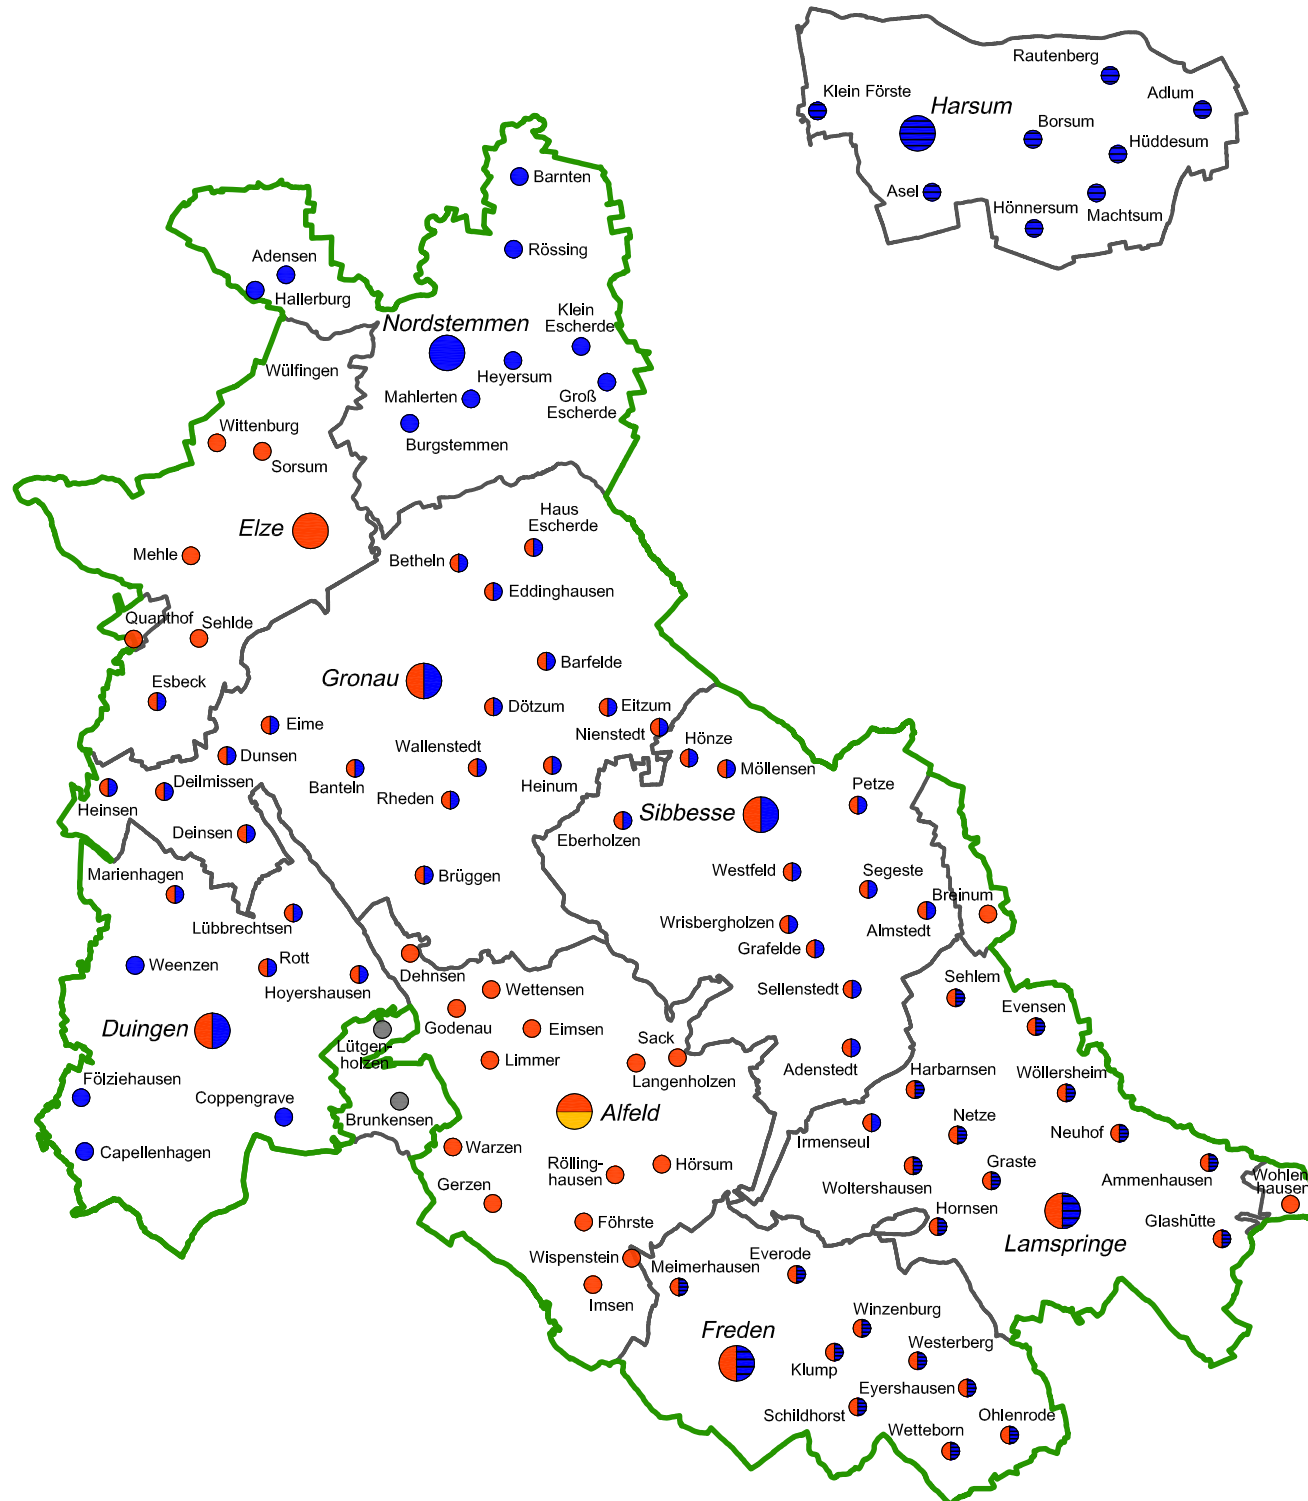 Rautenberg
Klein Förste
Harsum
Adlum
Borsum
Hüddesum
Asel
Hönnersum
Machtsum
Barnten
Rössing
Adensen
Hallerburg
Nordstemmen
Klein
Escherde
Heyersum
Mahlerten
Groß
Escherde
Burgstemmen
Wülfingen
Wittenburg
Sorsum
Elze
Mehle
Quanthof
Sehlde
Esbeck
Haus
Escherde
Betheln
Eddinghausen
Barfelde
Gronau
Dötzum
Eitzum
Nienstedt
Eime
Dunsen
Wallenstedt
Banteln
Rheden
Heinum
Deilmissen
Heinsen
Deinsen
Brüggen
Hönze
Möllensen
Petze
Sibbesse
Eberholzen
Westfeld
Segeste
Breinum
Wrisbergholzen
Almstedt
Grafelde
Sellenstedt
Adenstedt
Marienhagen
Lübbrechtsen
Weenzen
Rott
Hoyershausen
Duingen
Fölziehausen
Coppengrave
Capellenhagen
Dehnsen
Wettensen
Godenau
Eimsen
Lütgen-
holzen
Limmer
Sack
Langenholzen
Brunkensen
Alfeld
Warzen
Rölling-
hausen
Hörsum
Gerzen
Föhrste
Wispenstein
Imsen
Sehlem
Evensen
Harbarnsen
Wöllersheim
Irmenseul
Netze
Neuhof
Woltershausen
Graste
Ammenhausen
Wohlen-
hausen
Hornsen
Lamspringe
Glashütte
Everode
Meimerhausen
Freden
Winzenburg
Klump
Westerberg
Eyershausen
Schildhorst
Ohlenrode
Wetteborn